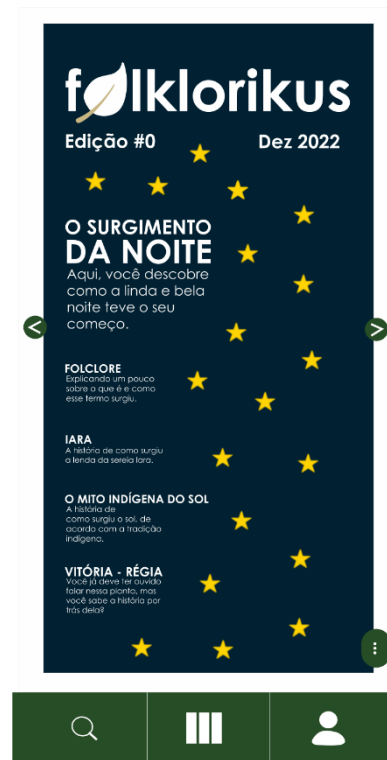 folklorikus
Edição #0 Dez 2022
O SURGIMENTO
DA NOITE
Aqui, você descobre
como a linda e bela
noite teve o seu
começo.
<
>
FOLCLORE
Explicando um pouco
sobre a que é e como
esse termo surgiu.
IARA
A história de como surgiu
a lenda da sereia Iara.
O MITO INDÍGENA DO SOL
A história de
como surgiu o sol, de
acordo com a tradição
indígena.
VITÓRIA - RÉGIA
Você já deve ter ouvido
falar nessa planta, mas
você sabe a história por
trás dela?